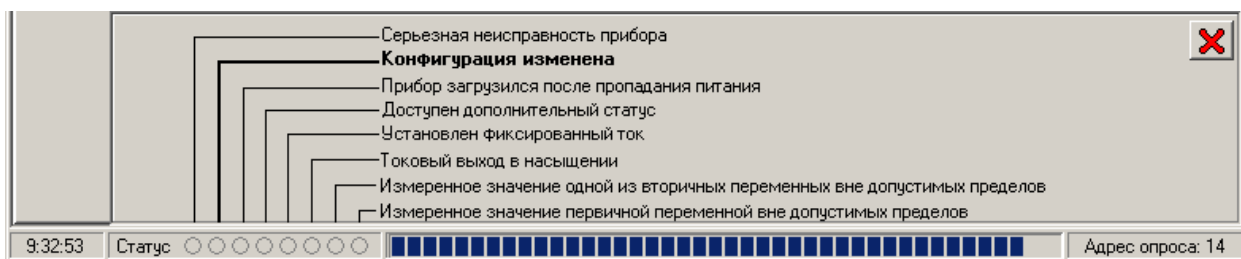 Серьезная неисправность прибора
Конфигурация изменена
Прибор загрузился после пропадания питания
Доступен дополнительный статус
Установлен фиксированный ток
Токовый выход в насыщении
Измеренное значение одной из вторичных переменных вне допустимых пределов
Измеренное значение первичной переменной вне допустимых пределов
9:32:53 Статус Адрес опроса: 14